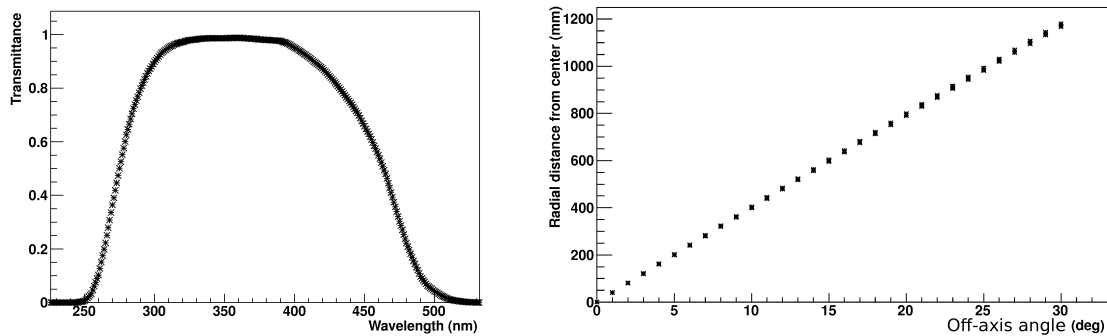 Transmittance
1
0.8
0.6
0.4
0.2
0
250 300 350 400 450 500
Wavelength (nm)
Radial distance from center (mm)
1200
1000
800
600
400
200
0
0 5 10 15 20 25 30
Off-axis angle (deg)